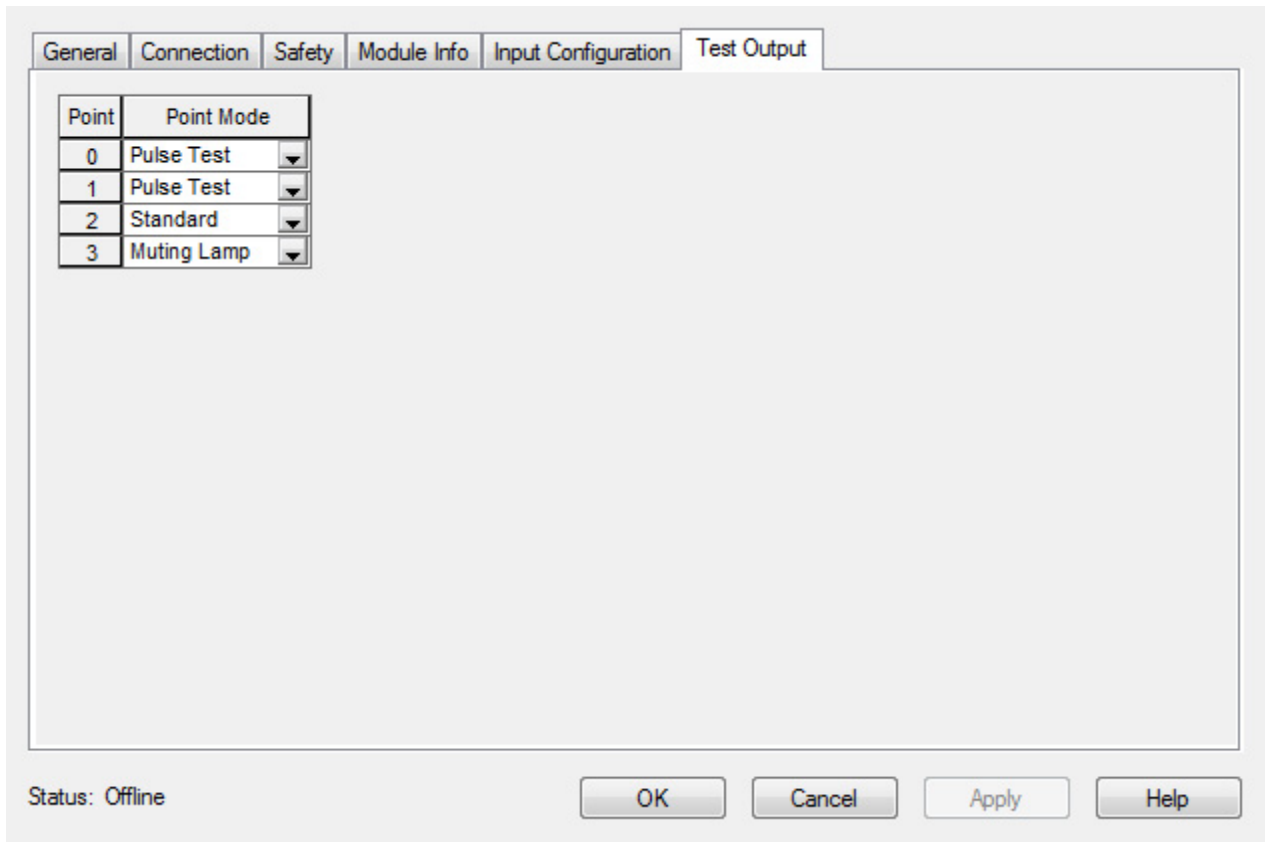 General Connection Safety Module Info Input Configuration Test Output
Point Point Mode
0 Pulse Test
1 Pulse Test
2 Standard
3 Muting Lamp
Status: Offline OK Cancel Apply Help